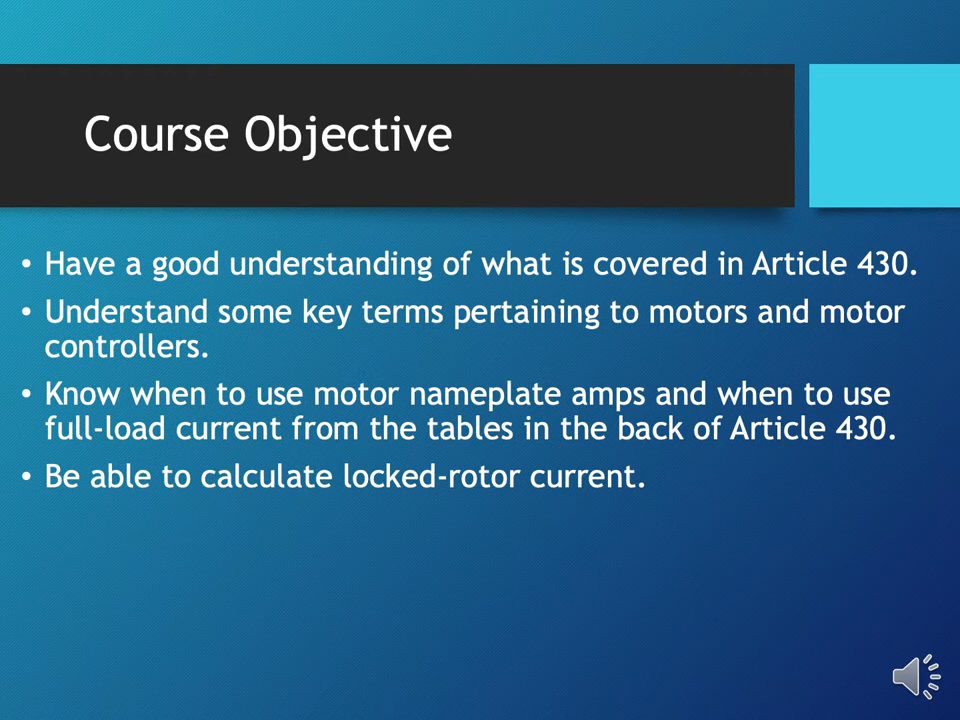 Course Objective
• Have a good understanding of what is covered in Article 430.
• Understand some key terms pertaining to motors and motor
controllers.
• Know when to use motor nameplate amps and when to use
full-load current from the tables in the back of Article 430.
• Be able to calculate locked-rotor current.